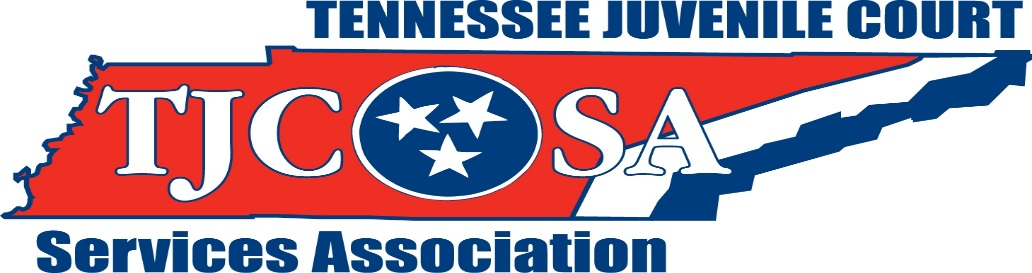 TENNESSEE JUVENILE COURT
TJCSA
Services Association